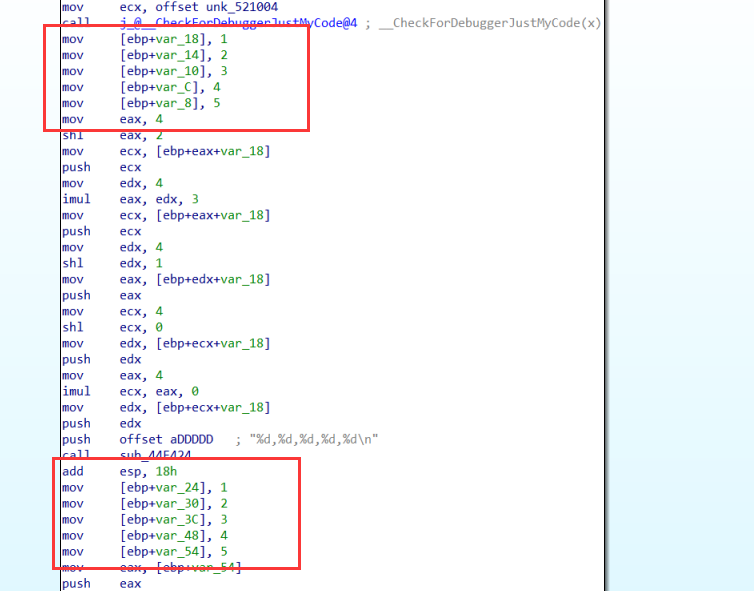 mov ecx, offset unk_521004
call j_@__CheckForDebuggerJustMyCode@4 ; __CheckForDebuggerJustMyCode(x)
mov [ebp+var_18], 1
mov [ebp+var_14], 2
mov [ebp+var_10], 3
mov [ebp+var_C], 4
mov [ebp+var_8], 5
mov eax, 4
shl eax, 2
mov ecx, [ebp+eax+var_18]
push ecx
mov edx, 4
imul eax, edx, 3
mov ecx, [ebp+eax+var_18]
push ecx
mov edx, 4
shl edx, 1
mov eax, [ebp+edx+var_18]
push eax
mov ecx, 4
shl ecx, 0
mov edx, [ebp+ecx+var_18]
push edx
mov eax, 4
imul ecx, eax, 0
mov edx, [ebp+ecx+var_18]
push edx
push offset aDDDDD ; "%d,%d,%d,%d,%d\n"
call sub_44E424
add esp, 18h
mov [ebp+var_24], 1
mov [ebp+var_30], 2
mov [ebp+var_3C], 3
mov [ebp+var_48], 4
mov [ebp+var_54], 5
mov eax, [ebp+var_54]
push eax